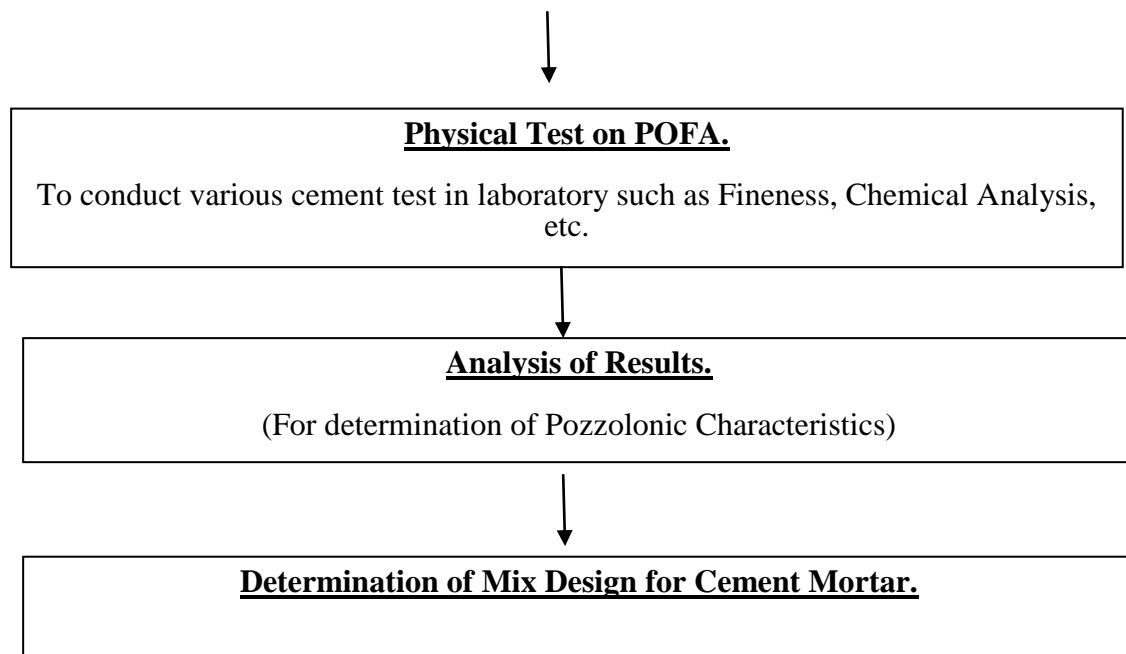 Physical Test on POFA.
To conduct various cement test in laboratory such as Fineness, Chemical Analysis,
etc.
Analysis of Results.
(For determination of Pozzolonic Characteristics)
Determination of Mix Design for Cement Mortar.